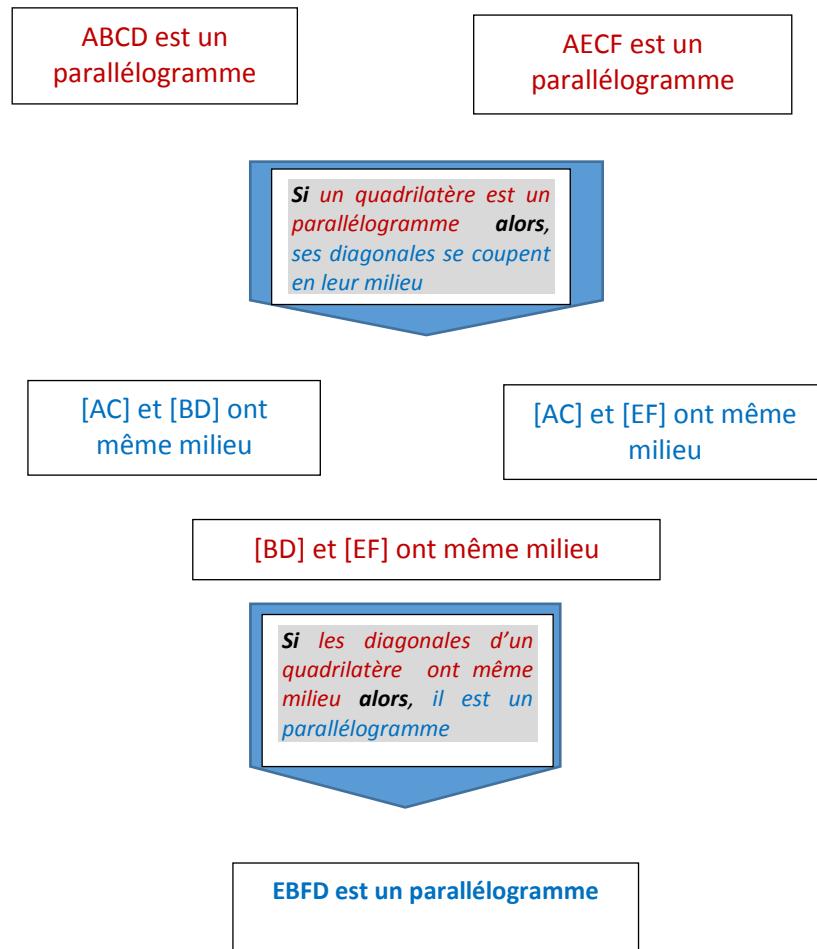 ABCD est un
parallélogramme
AECF est un
parallélogramme
Si un quadrilatère est un
parallélogramme alors,
ses diagonales se coupent
en leur milieu
[AC] et [BD] ont
même milieu
[AC] et [EF] ont même
milieu
[BD] et [EF] ont même milieu
Si les diagonales d’un
quadrilatère ont même
milieu alors, il est un
parallélogramme
EBFD est un parallélogramme